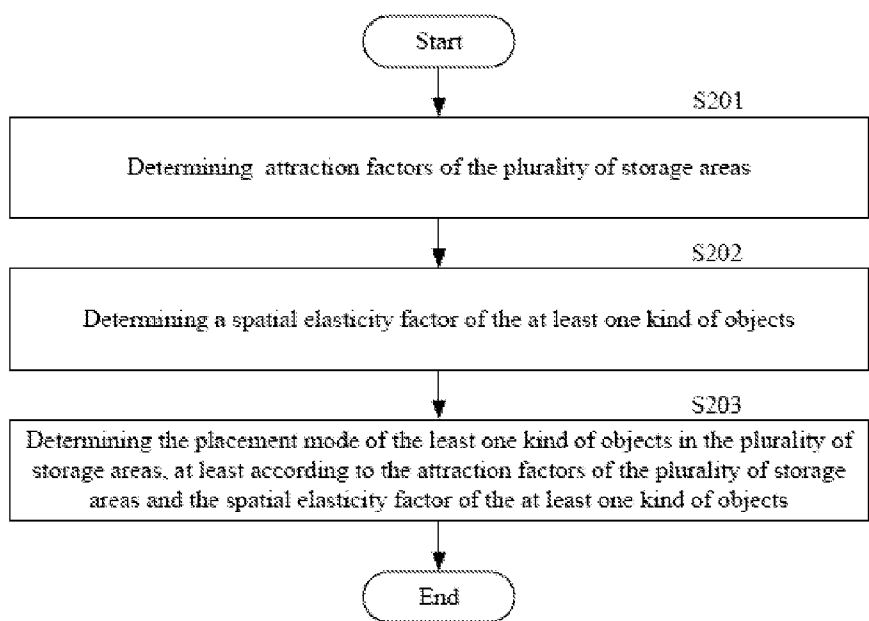 Start
S201
Determining attraction factors of the plurality of storage areas
S202
Determining a spatial elasticity factor of the at least one kind of objects
S203
Determining the placement mode of the least one kind of objects in the plurality of
storage areas, at least according to the attraction factors of the plurality of storage
areas and the spatial elasticity factor of the at least one kind of objects
End